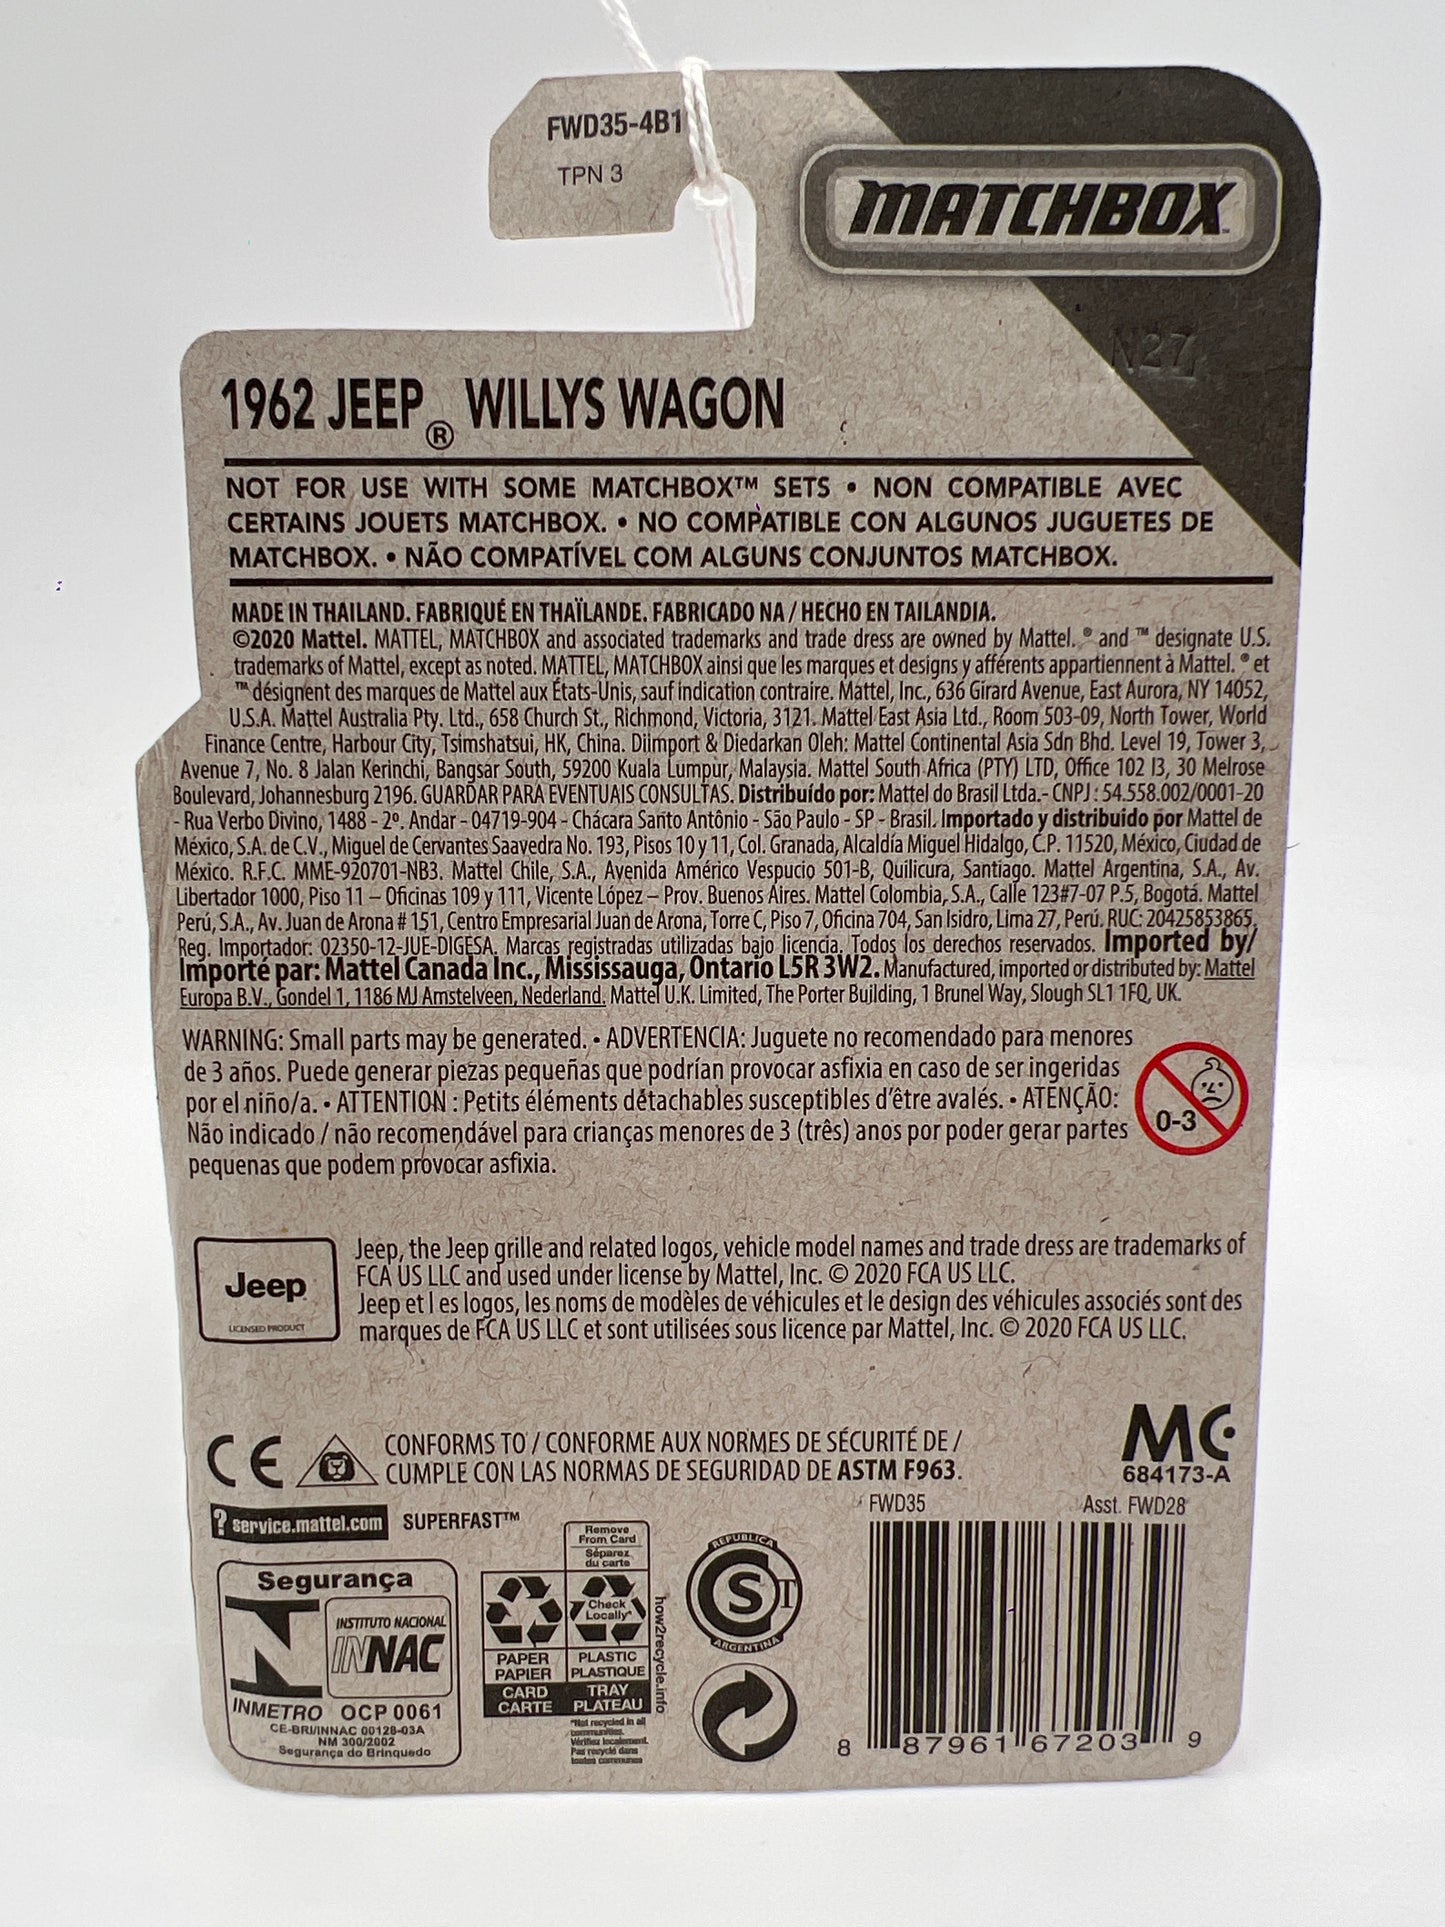 FWD35-4B1
TPN 3
MATCHBOX
N27
1962 JEEP® WILLYS WAGON
NOT FOR USE WITH SOME MATCHBOX™ SETS • NON COMPATIBLE AVEC
CERTAINS JOUETS MATCHBOX. • NO COMPATIBLE CON ALGUNOS JUGUETES DE
MATCHBOX. • NÃO COMPATÍVEL COM ALGUNS CONJUNTOS MATCHBOX.
MADE IN THAILAND. FABRIQUÉ EN THAÏLANDE. FABRICADO NA / HECHO EN TAILANDIA.
©2020 Mattel. MATTEL, MATCHBOX and associated trademarks and trade dress are owned by Mattel. ® and ™ designate U.S.
trademarks of Mattel, except as noted. MATTEL, MATCHBOX ainsi que les marques et designs y afférents appartiennent à Mattel. ® et
™ désignent des marques de Mattel aux États-Unis, sauf indication contraire. Mattel, Inc., 636 Girard Avenue, East Aurora, NY 14052,
U.S.A. Mattel Australia Pty. Ltd., 658 Church St., Richmond, Victoria, 3121. Mattel East Asia Ltd., Room 503-09, North Tower, World
Finance Centre, Harbour City, Tsimshatsui, HK, China. Diimport & Diedarkan Oleh: Mattel Continental Asia Sdn Bhd. Level 19, Tower 3,
Avenue 7, No. 8 Jalan Kerinchi, Bangsar South, 59200 Kuala Lumpur, Malaysia. Mattel South Africa (PTY) LTD, Office 102 I3, 30 Melrose
Boulevard, Johannesburg 2196. GUARDAR PARA EVENTUAIS CONSULTAS. Distribuído por: Mattel do Brasil Ltda.- CNPJ : 54.558.002/0001-20
- Rua Verbo Divino, 1488 - 2º. Andar - 04719-904 - Chácara Santo Antônio - São Paulo - SP - Brasil. Importado y distribuido por Mattel de
México, S.A. de C.V., Miguel de Cervantes Saavedra No. 193, Pisos 10 y 11, Col. Granada, Alcaldía Miguel Hidalgo, C.P. 11520, México, Ciudad de
México. R.F.C. MME-920701-NB3. Mattel Chile, S.A., Avenida Américo Vespucio 501-B, Quilicura, Santiago. Mattel Argentina, S.A., Av.
Libertador 1000, Piso 11 – Oficinas 109 y 111, Vicente López – Prov. Buenos Aires. Mattel Colombia, S.A., Calle 123#7-07 P.5, Bogotá. Mattel
Perú, S.A., Av. Juan de Arona # 151, Centro Empresarial Juan de Arona, Torre C, Piso 7, Oficina 704, San Isidro, Lima 27, Perú. RUC: 20425853865.
Reg. Importador: 02350-12-JUE-DIGESA. Marcas registradas utilizadas bajo licencia. Todos los derechos reservados. Imported by/
Importé par: Mattel Canada Inc., Mississauga, Ontario L5R 3W2. Manufactured, imported or distributed by: Mattel
Europa B.V., Gondel 1, 1186 MJ Amstelveen, Nederland. Mattel U.K. Limited, The Porter Building, 1 Brunel Way, Slough SL1 1FQ, UK.
WARNING: Small parts may be generated. • ADVERTENCIA: Juguete no recomendado para menores
de 3 años. Puede generar piezas pequeñas que podrían provocar asfixia en caso de ser ingeridas
por el niño/a. • ATTENTION : Petits éléments détachables susceptibles d'être avalés. • ATENÇÃO:
Não indicado / não recomendável para crianças menores de 3 (três) anos por poder gerar partes
pequenas que podem provocar asfixia.
0-3
Jeep
LICENSED PRODUCT
Jeep, the Jeep grille and related logos, vehicle model names and trade dress are trademarks of
FCA US LLC and used under license by Mattel, Inc. © 2020 FCA US LLC.
Jeep et l es logos, les noms de modèles de véhicules et le design des véhicules associés sont des
marques de FCA US LLC et sont utilisées sous licence par Mattel, Inc. © 2020 FCA US LLC.
CE
CONFORMS TO / CONFORME AUX NORMES DE SÉCURITÉ DE /
CUMPLE CON LAS NORMAS DE SEGURIDAD DE ASTM F963.
MC
684173-A
? service.mattel.com
SUPERFAST™
FWD35
Asst. FWD28
Segurança
INSTITUTO NACIONAL
INNAC
INMETRO OCP 0061
CE-BRI/INNAC 00128-03A
NM 300/2002
Segurança do Brinquedo
Remove
From Card
Séparez
du carte
Check
Locally*
PAPER
PAPIER
CARD
CARTE
PLASTIC
PLASTIQUE
TRAY
PLATEAU
how2recycle.info
*Not recycled in all
communities.
Vérifiez localement.
Pas recyclé dans
toutes communes
REPUBLICA
S T
ARGENTINA
8 87961 67203 9